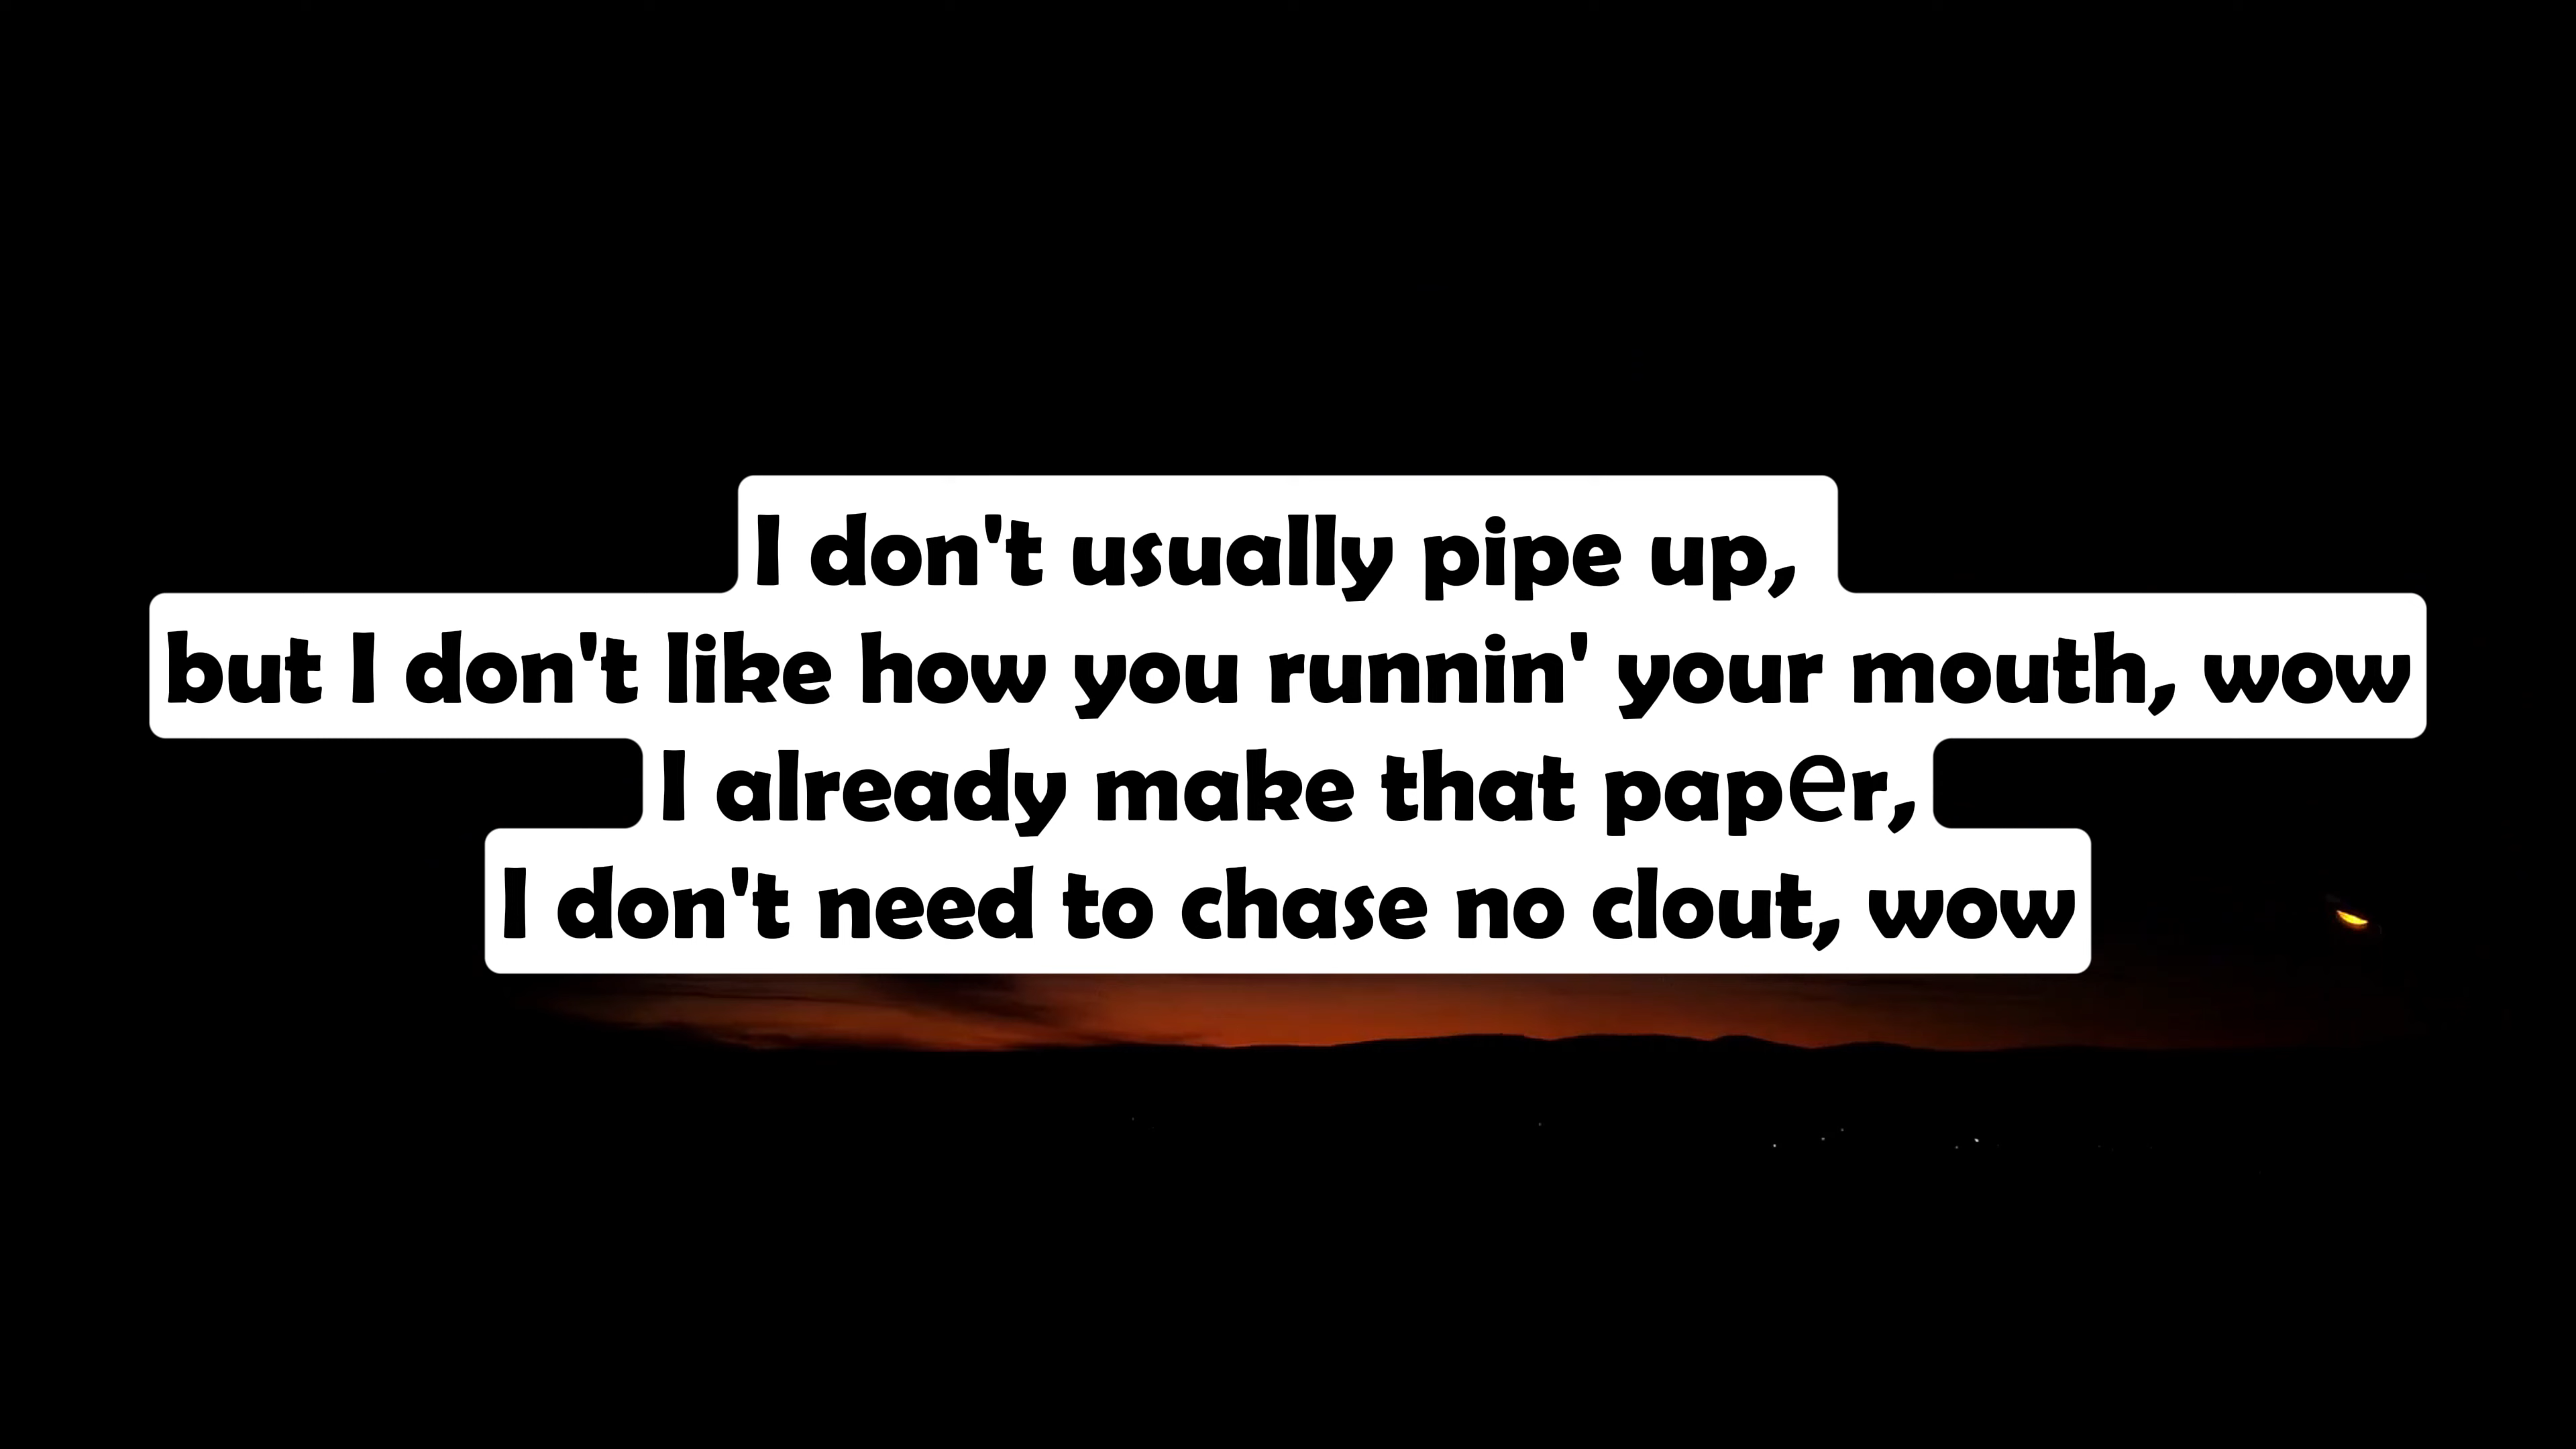 I don't usually pipe up,
but I don't like how you runnin' your mouth, wow
I already make that papеr,
I don't need to chase no clout, wow